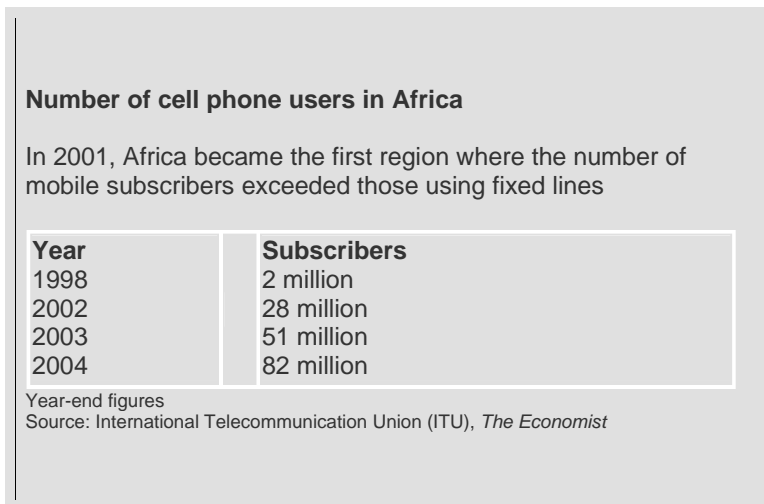 Number of cell phone users in Africa
In 2001, Africa became the first region where the number of
mobile subscribers exceeded those using fixed lines
Year Subscribers
1998 2 million
2002 28 million
2003 51 million
2004 82 million
Year-end figures
Source: International Telecommunication Union (ITU), The Economist